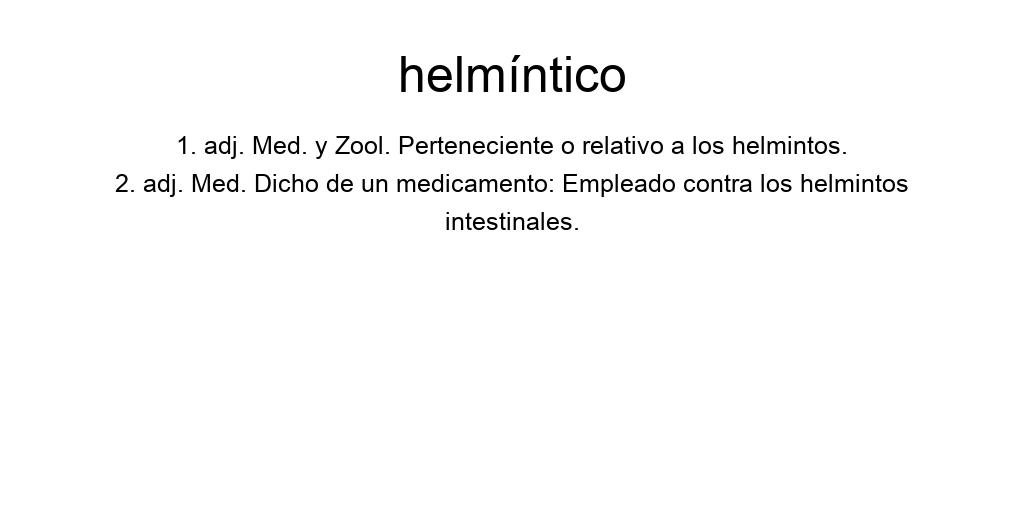 helmíntico
1. adj. Med. y Zool. Perteneciente o relativo a los helmintos.
2. adj. Med. Dicho de un medicamento: Empleado contra los helmintos
intestinales.